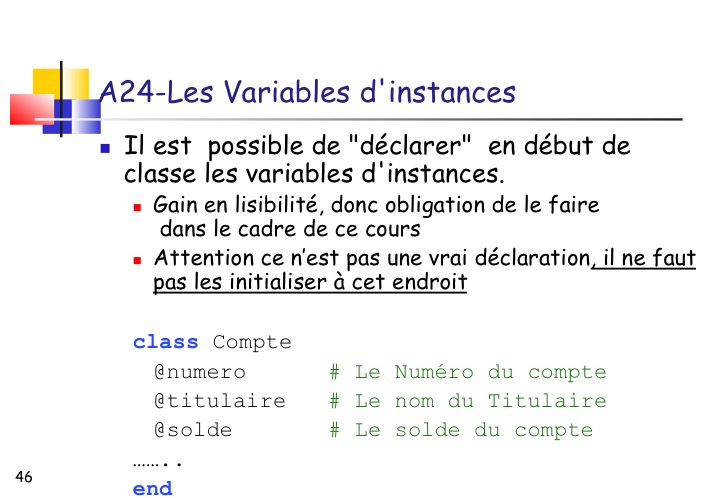 A24-Les Variables d'instances
Il est  possible de "déclarer"  en début de
classe les variables d'instances.
Gain en lisibilité, donc obligation de le faire
dans le cadre de ce cours
Attention ce n’est pas une vrai déclaration, il ne faut
pas les initialiser à cet endroit
class Compte
@numero # Le Numéro du compte
@titulaire # Le nom du Titulaire
@solde # Le solde du compte
……..
end
46